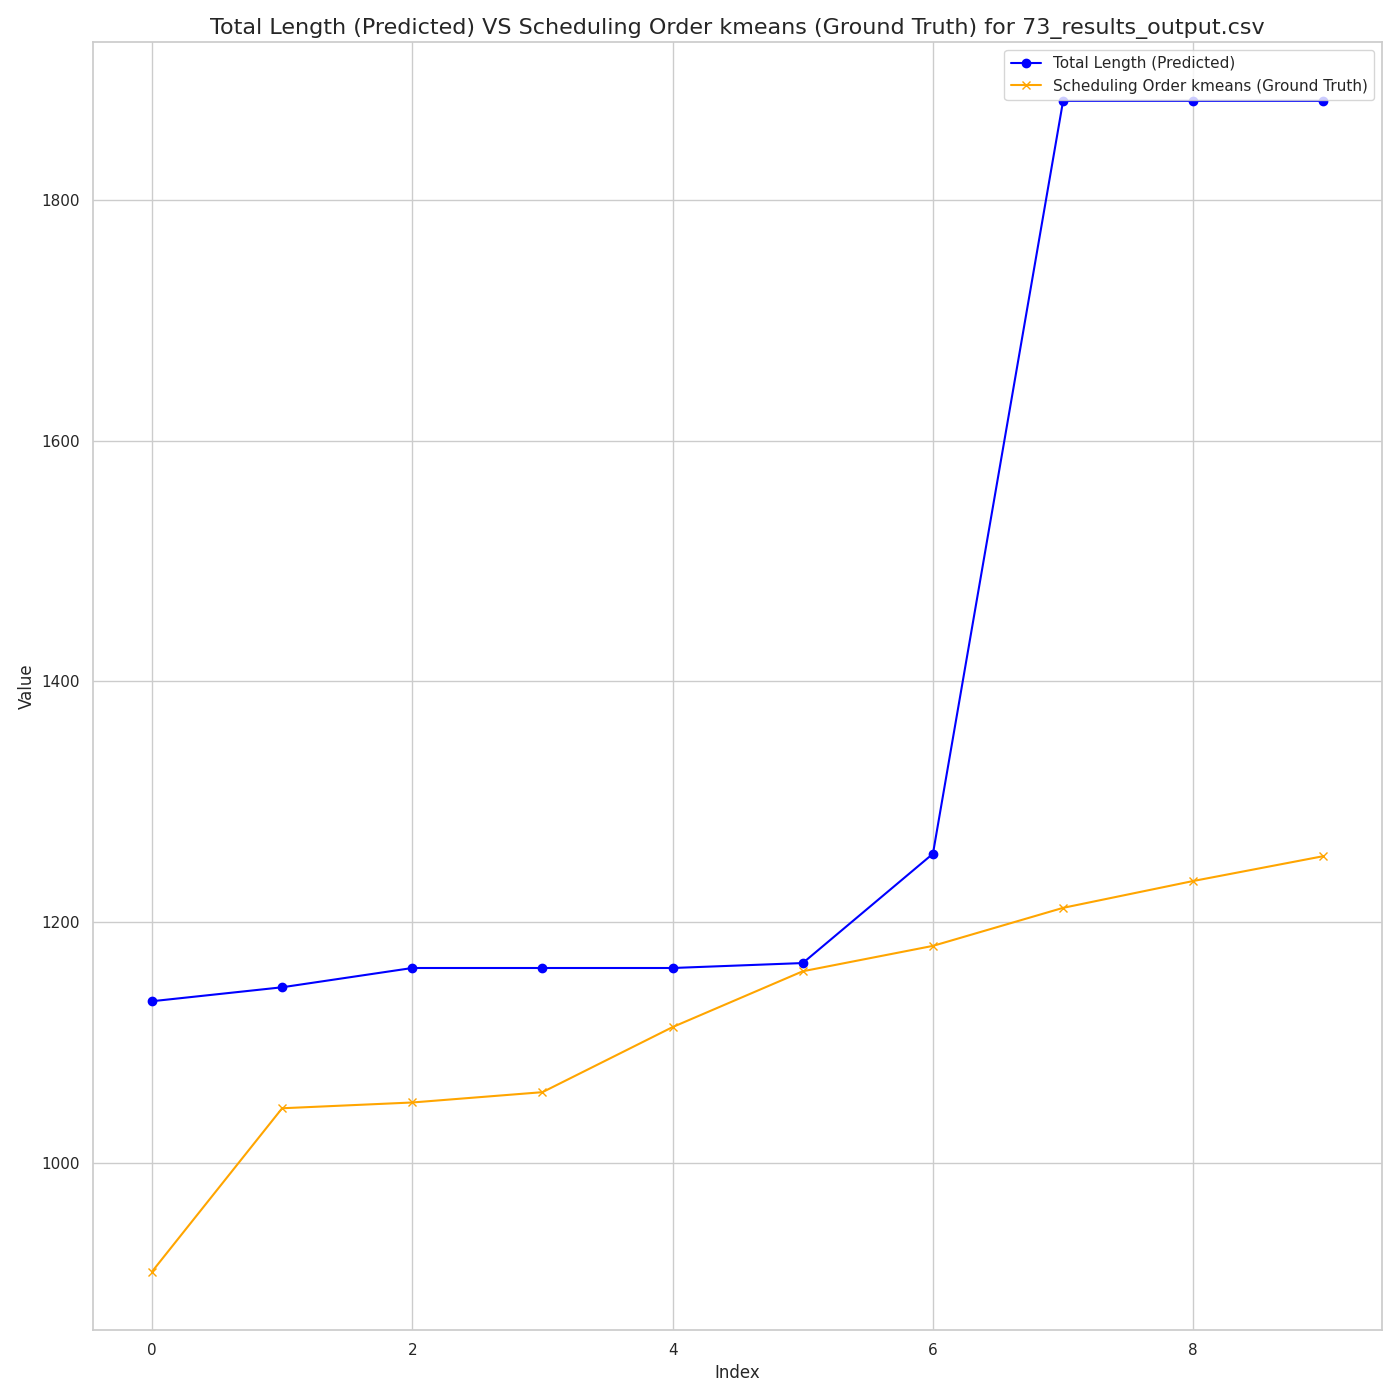 Total Length (Predicted) VS Scheduling Order kmeans (Ground Truth) for 73_results_output.csv
Total Length (Predicted)
Scheduling Order kmeans (Ground Truth)
1800
1600
1400
1200
1000
Value
0 2 4 6 8
Index